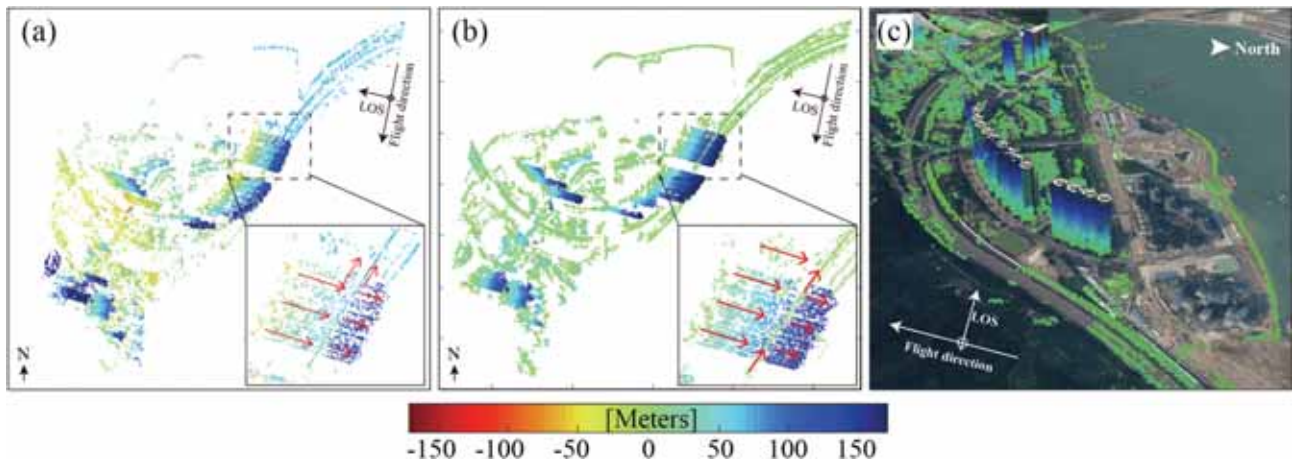 (a)
LOS
Flight direction
N
(b)
LOS
Flight direction
N
(c)
North
LOS
Flight direction
[Meters]
-150 -100 -50 0 50 100 150